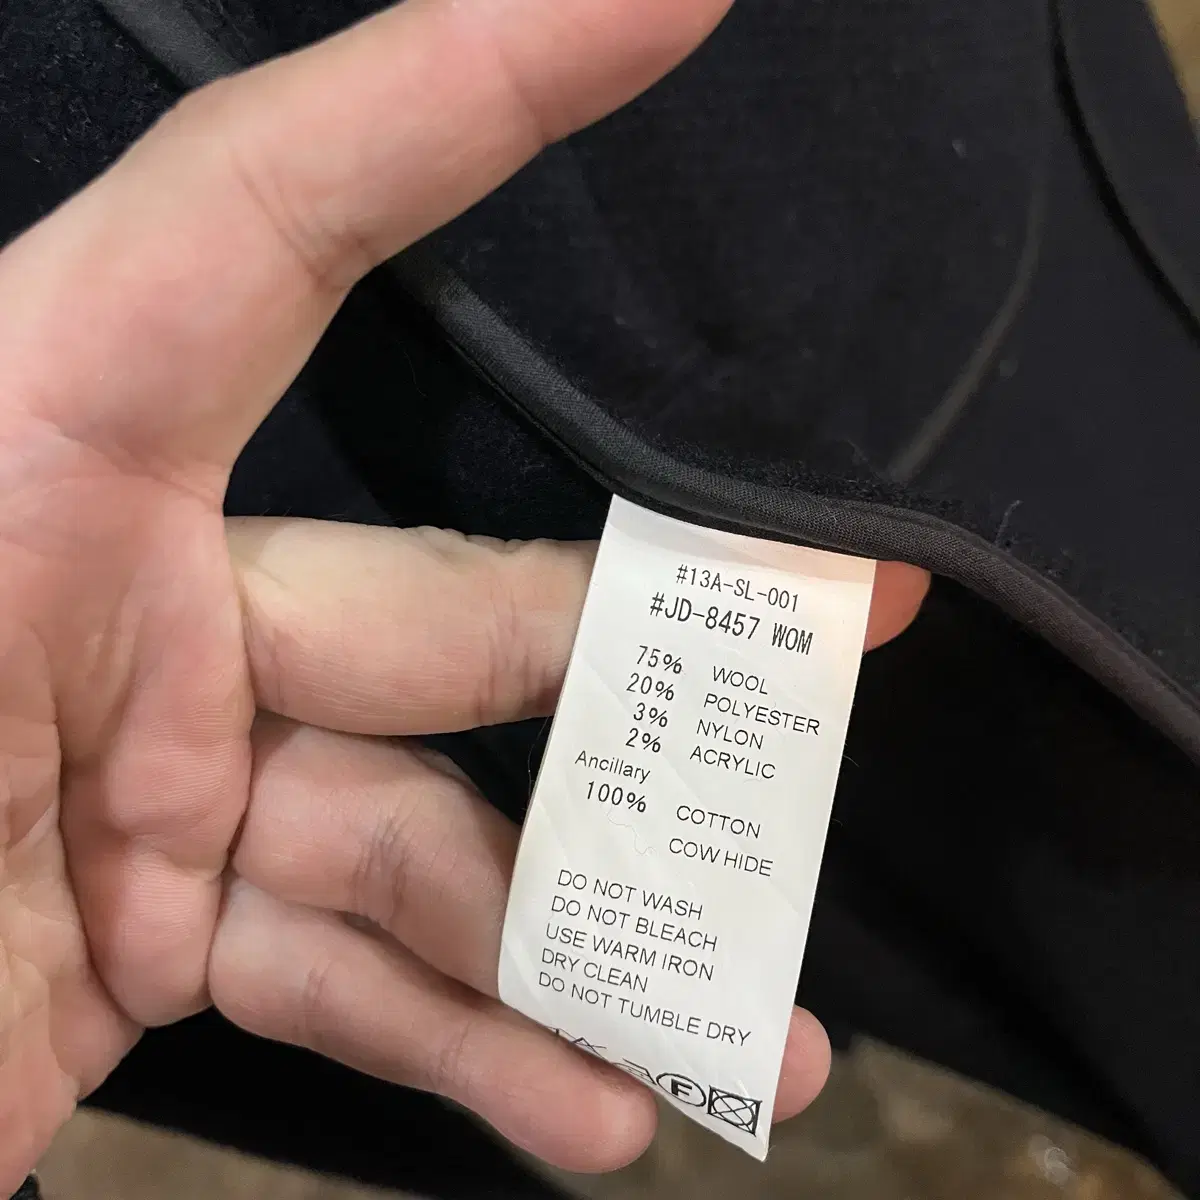 #13A-SL-001
#JD-8457 WOM
75% WOOL
20% POLYESTER
3% NYLON
2% ACRYLIC
Ancillary
100% COTTON
COW HIDE
DO NOT WASH
DO NOT BLEACH
USE WARM IRON
DRY CLEAN
DO NOT TUMBLE DRY
F